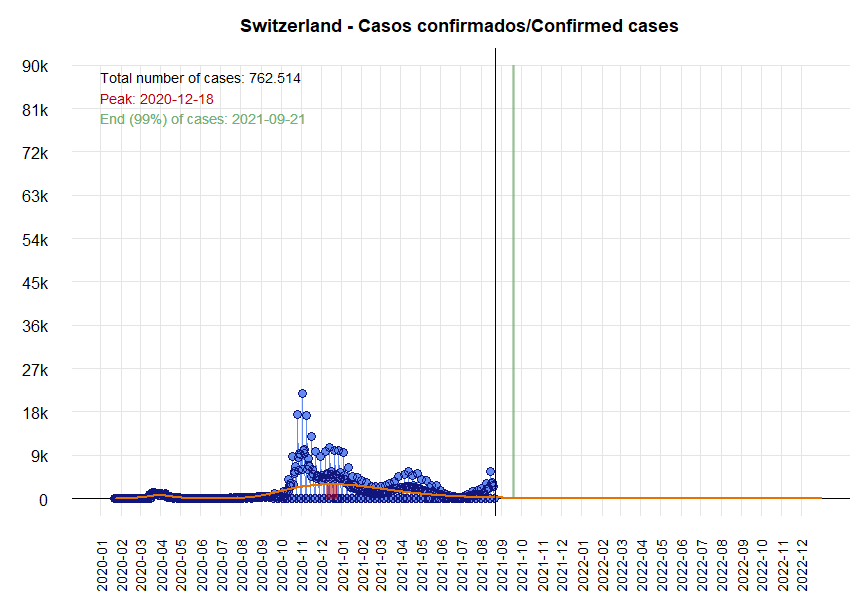 Switzerland - Casos confirmados/Confirmed cases
90k
Total number of cases: 762.514
Peak: 2020-12-18
81k
End (99%) of cases: 2021-09-21
72k
63k
54k
45k
36k
27k
18k
9k
0
2020-01
2020-02
2020-03
2020-04
2020-05
2020-06
2020-07
2020-08
2020-09
2020-10
2020-11
2020-12
2021-01
2021-02
2021-03
2021-04
2021-05
2021-06
2021-07
2021-08
2021-09
2021-10
2021-11
2021-12
2022-01
2022-02
2022-03
2022-04
2022-05
2022-06
2022-07
2022-08
2022-09
2022-10
2022-11
2022-12